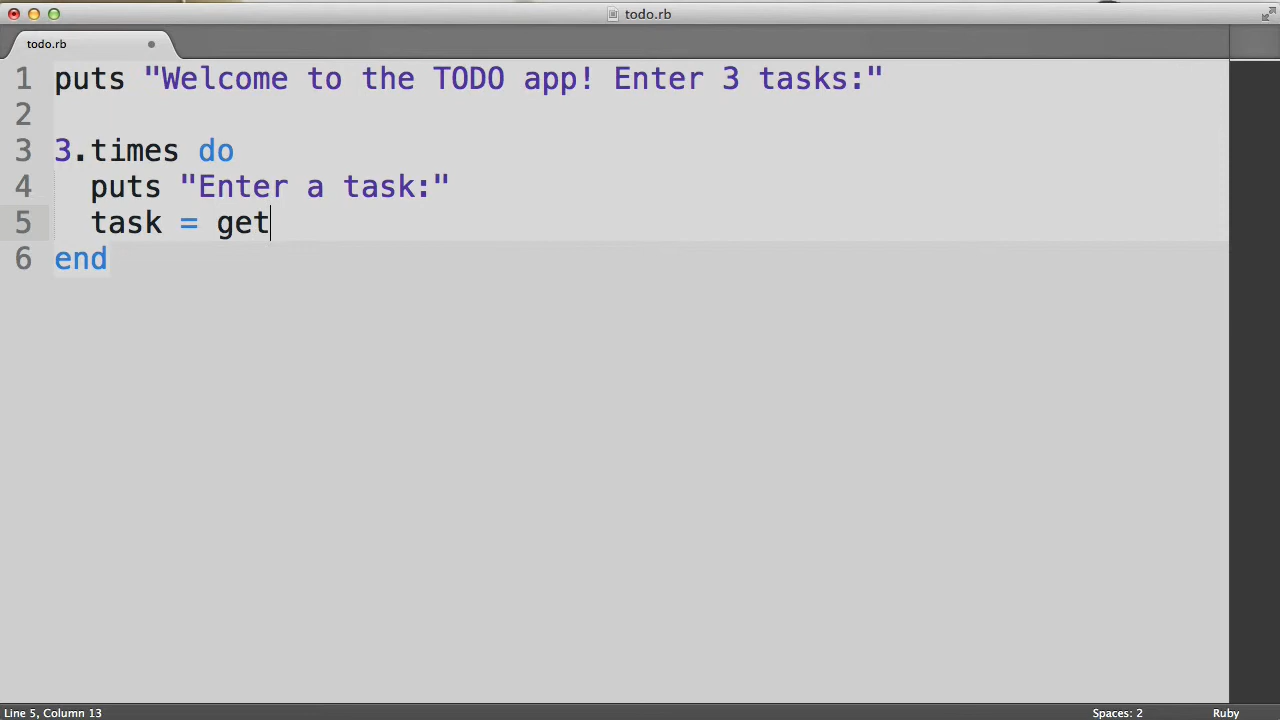 todo.rb
todo.rb
1 puts "Welcome to the TODO app! Enter 3 tasks:"
2
3 3.times do
4   puts "Enter a task:"
5   task = get
6 end
Line 5, Column 13 Spaces: 2 Ruby